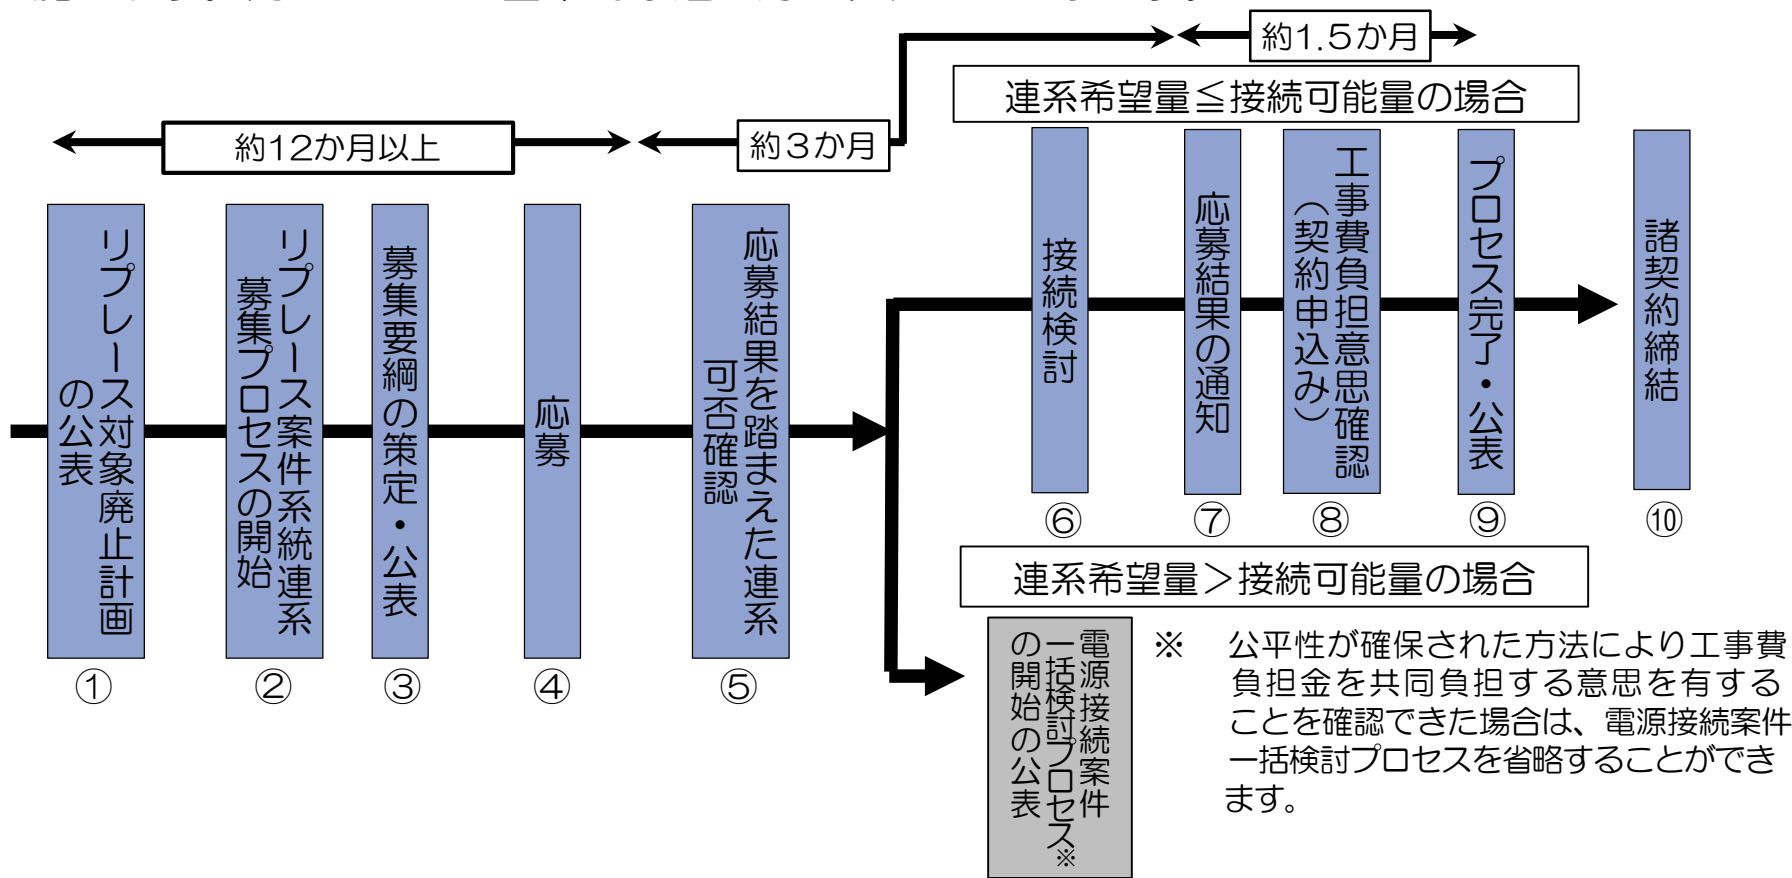 約1.5か月
連系希望量≦接続可能量の場合
約12か月以上
約3か月
リプレース対象廃止計画
の公表
①
リプレース案件系統連系
募集プロセスの開始
②
募集要綱の策定・公表
③
応募
④
応募結果を踏まえた連系
可否確認
⑤
接続検討
⑥
応募結果の通知
⑦
工事費負担意思確認
（契約申込み）
⑧
プロセス完了・公表
⑨
諸契約締結
⑩
連系希望量＞接続可能量の場合
電源接続案件
一括検討プロセス※
の開始の公表
※ 公平性が確保された方法により工事費
負担金を共同負担する意思を有する
ことを確認できた場合は、電源接続案件
一括検討プロセスを省略することができ
ます。